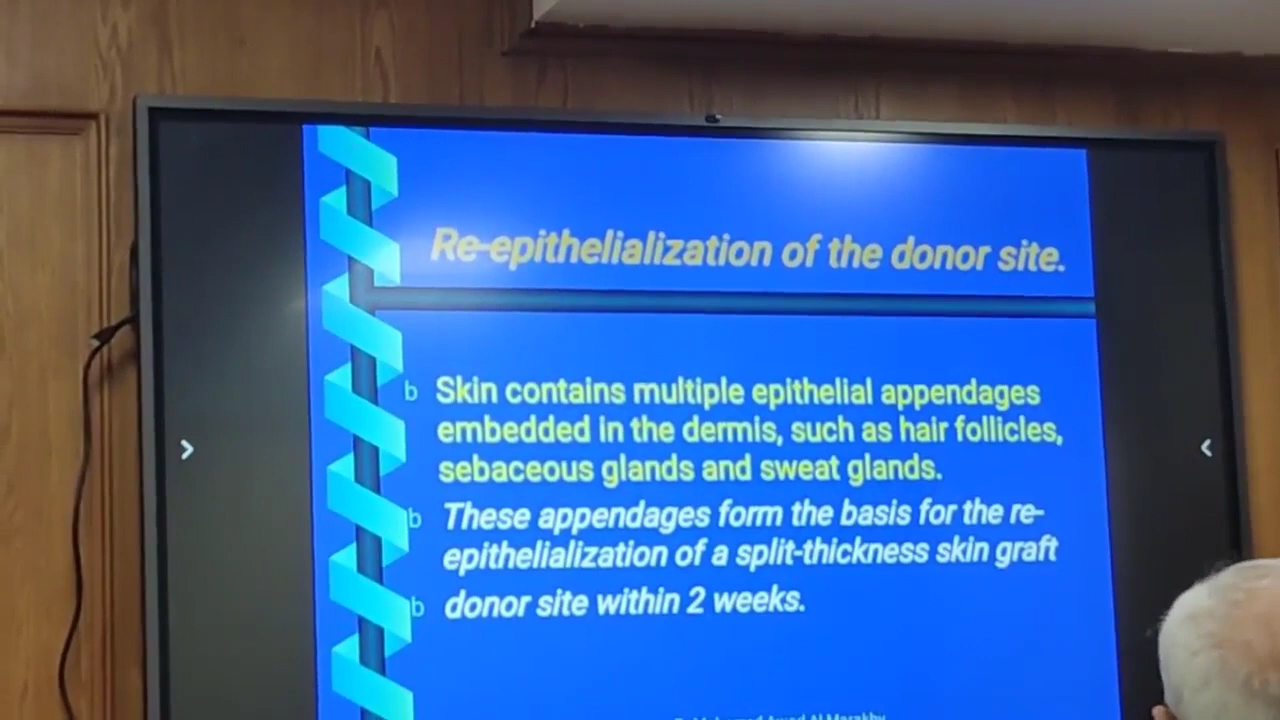 Re-epithelialization of the donor site.
b Skin contains multiple epithelial appendages
embedded in the dermis, such as hair follicles,
sebaceous glands and sweat glands.
b These appendages form the basis for the re-
epithelialization of a split-thickness skin graft
b donor site within 2 weeks.